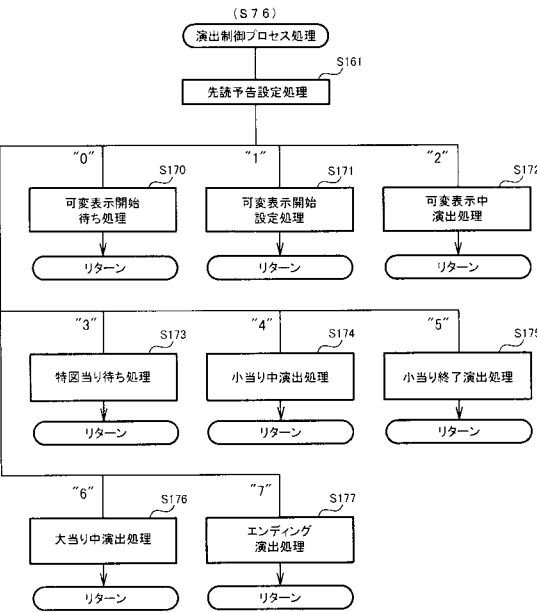 (S76)
演出制御プロセス処理
S161
先読予告設定処理
"0"
"1"
"2"
S170
S171
S172
可変表示開始
待ち処理
可変表示開始
設定処理
可変表示中
演出処理
リターン
リターン
リターン
"3"
"4"
"5"
S173
S174
S175
特図当り待ち処理
小当り中演出処理
小当り終了演出処理
リターン
リターン
リターン
"6"
"7"
S176
S177
大当り中演出処理
エンディング
演出処理
リターン
リターン